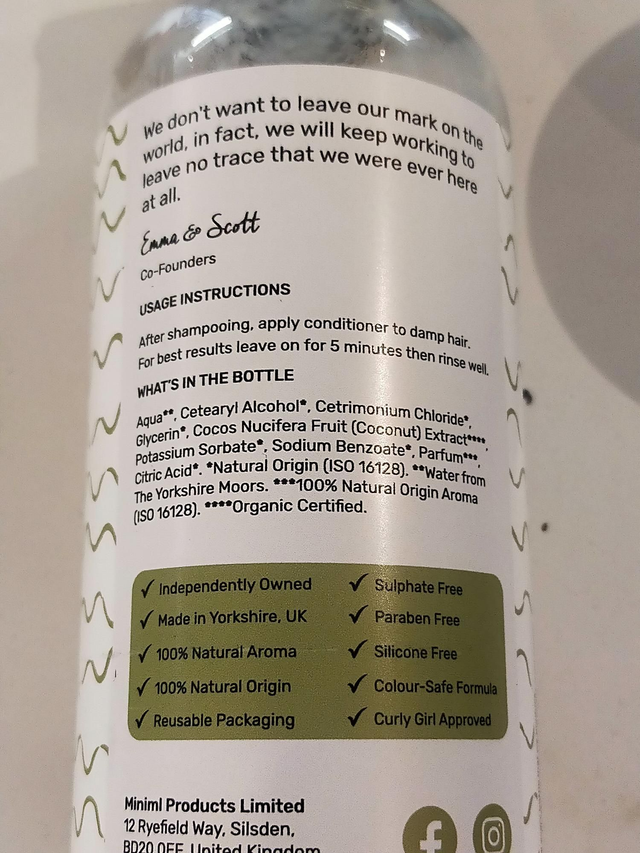 We don't want to leave our mark on the
world, in fact, we will keep working to
leave no trace that we were ever here
at all.
Emma & Scott
Co-Founders
USAGE INSTRUCTIONS
After shampooing, apply conditioner to damp hair.
For best results leave on for 5 minutes then rinse well.
WHAT'S IN THE BOTTLE
Aqua**, Cetearyl Alcohol*, Cetrimonium Chloride*,
Glycerin*, Cocos Nucifera Fruit (Coconut) Extract****,
Potassium Sorbate*, Sodium Benzoate*, Parfum***,
Citric Acid*. *Natural Origin (ISO 16128). **Water from
The Yorkshire Moors. ***100% Natural Origin Aroma
(ISO 16128). ****Organic Certified.
✓ Independently Owned ✓ Sulphate Free
✓ Made in Yorkshire, UK ✓ Paraben Free
✓ 100% Natural Aroma ✓ Silicone Free
✓ 100% Natural Origin ✓ Colour-Safe Formula
✓ Reusable Packaging ✓ Curly Girl Approved
Miniml Products Limited
12 Ryefield Way, Silsden,
BD20 0EF, United Kingdom